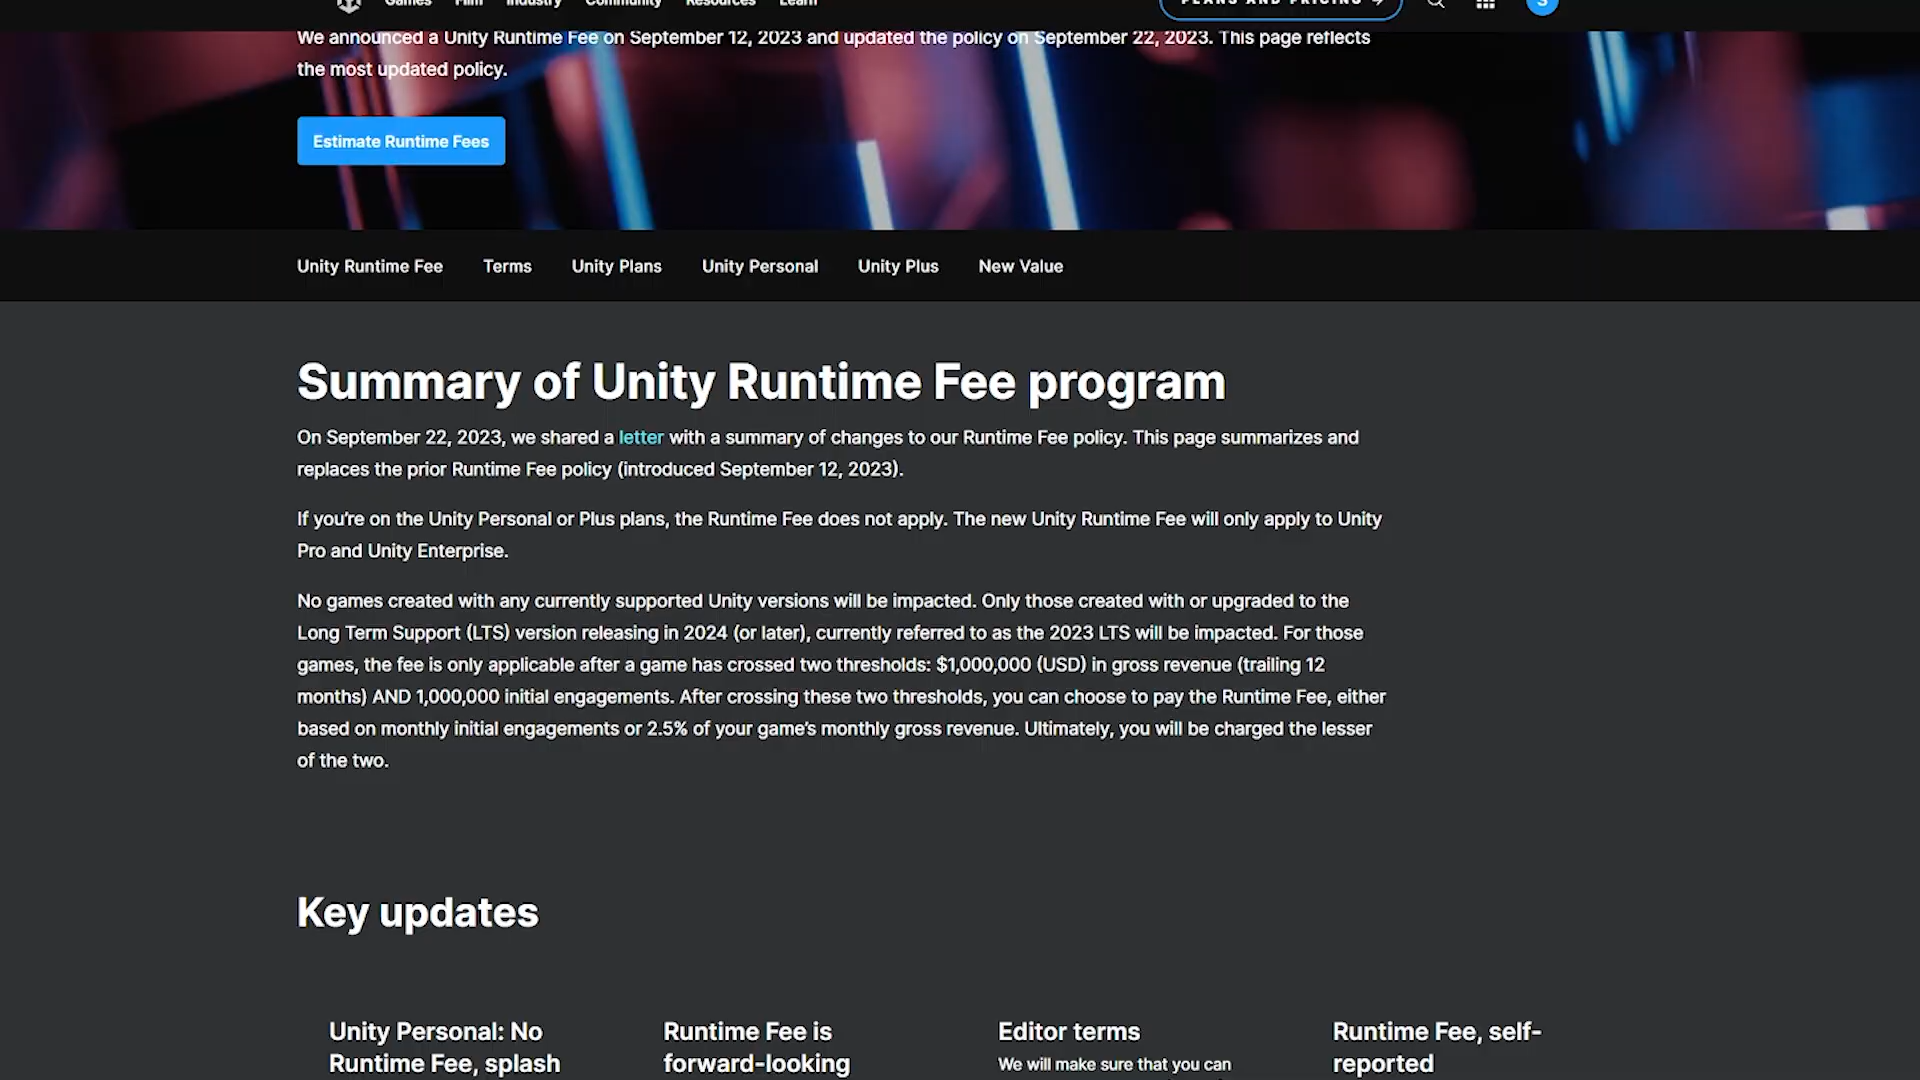 Games Film Industry Community Resources Learn PLANS AND PRICING → S
We announced a Unity Runtime Fee on September 12, 2023 and updated the policy on September 22, 2023. This page reflects
the most updated policy.
Estimate Runtime Fees
Unity Runtime Fee Terms Unity Plans Unity Personal Unity Plus New Value
Summary of Unity Runtime Fee program
On September 22, 2023, we shared a letter with a summary of changes to our Runtime Fee policy. This page summarizes and
replaces the prior Runtime Fee policy (introduced September 12, 2023).
If you’re on the Unity Personal or Plus plans, the Runtime Fee does not apply. The new Unity Runtime Fee will only apply to Unity
Pro and Unity Enterprise.
No games created with any currently supported Unity versions will be impacted. Only those created with or upgraded to the
Long Term Support (LTS) version releasing in 2024 (or later), currently referred to as the 2023 LTS will be impacted. For those
games, the fee is only applicable after a game has crossed two thresholds: $1,000,000 (USD) in gross revenue (trailing 12
months) AND 1,000,000 initial engagements. After crossing these two thresholds, you can choose to pay the Runtime Fee, either
based on monthly initial engagements or 2.5% of your game’s monthly gross revenue. Ultimately, you will be charged the lesser
of the two.
Key updates
Unity Personal: No
Runtime Fee, splash
Runtime Fee is
forward-looking
Editor terms
We will make sure that you can
Runtime Fee, self-
reported